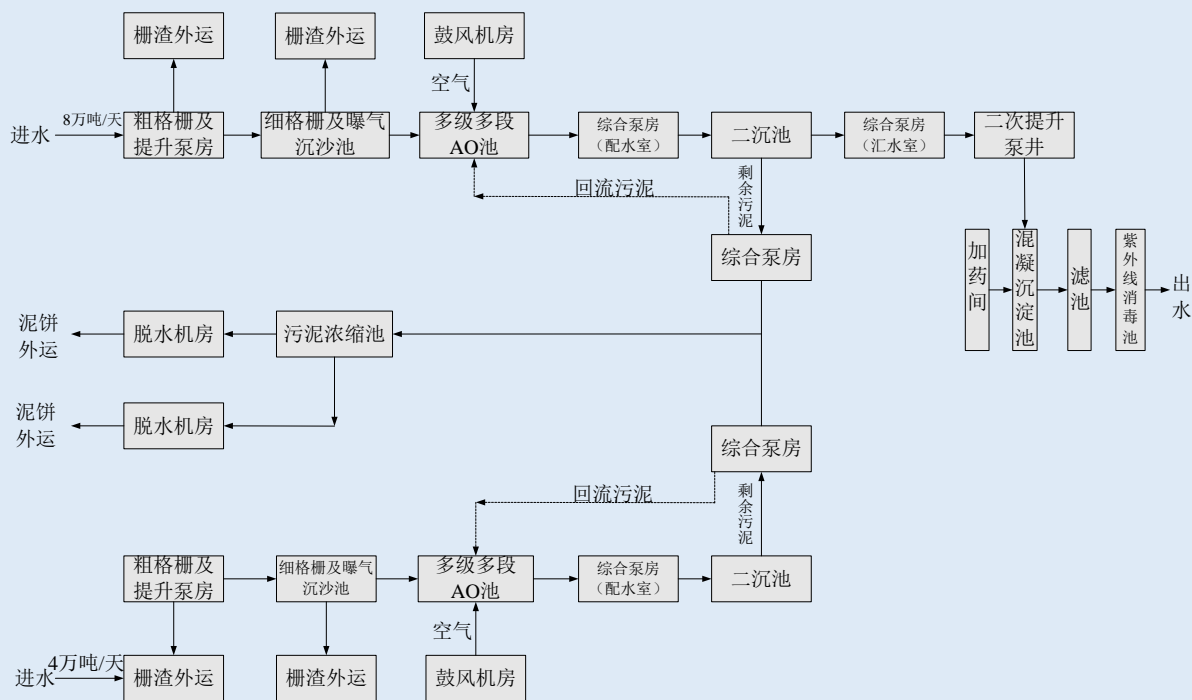 栅渣外运
栅渣外运
鼓风机房
空气
进水
8万吨/天
粗格栅及
提升泵房
细格栅及曝气
沉沙池
多级多段
AO池
综合泵房
（配水室）
二沉池
综合泵房
（汇水室）
二次提升
泵井
回流污泥
剩余污泥
综合泵房
加药间
混凝沉淀池
滤池
紫外线消毒池
出水
泥饼
外运
脱水机房
污泥浓缩池
泥饼
外运
脱水机房
综合泵房
回流污泥
剩余污泥
粗格栅及
提升泵房
细格栅及曝气
沉沙池
多级多段
AO池
综合泵房
（配水室）
二沉池
空气
进水
4万吨/天
栅渣外运
栅渣外运
鼓风机房